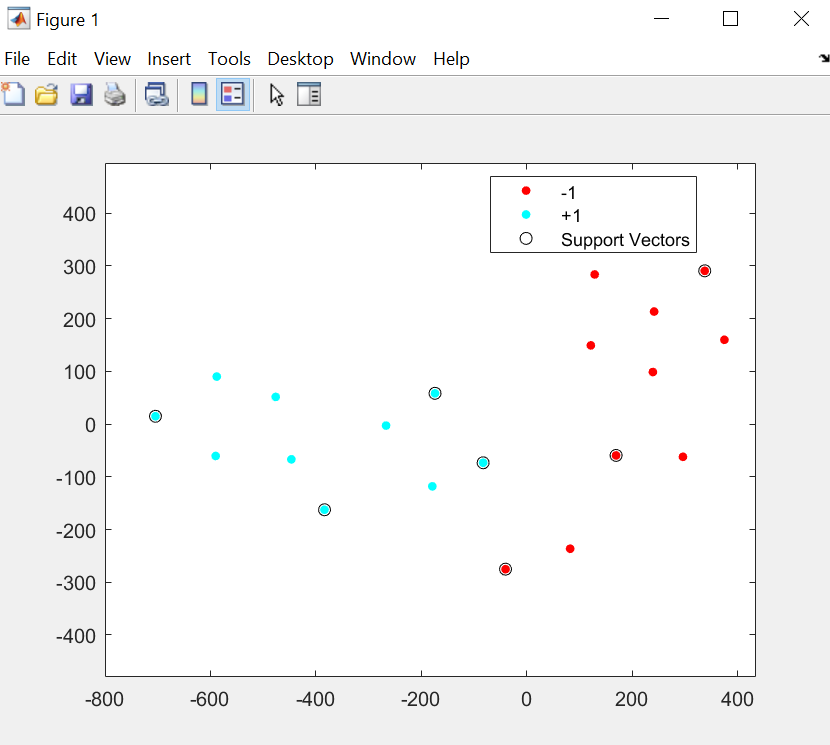 Figure 1
File Edit View Insert Tools Desktop Window Help
-1
+1
Support Vectors
400
300
200
100
0
-100
-200
-300
-400
-800 -600 -400 -200 0 200 400